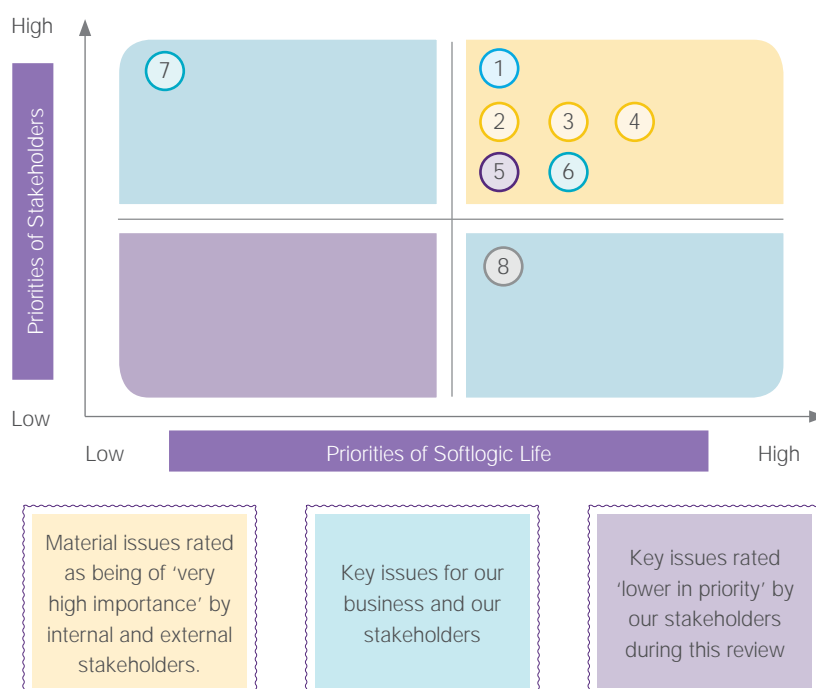 High
7
1
2
3
4
5
6
Priorities of Stakeholders
8
Low
Low
Priorities of Softlogic Life
High
Material issues rated
as being of ‘very
high importance’ by
internal and external
stakeholders.
Key issues for our
business and our
stakeholders
Key issues rated
‘lower in priority’ by
our stakeholders
during this review